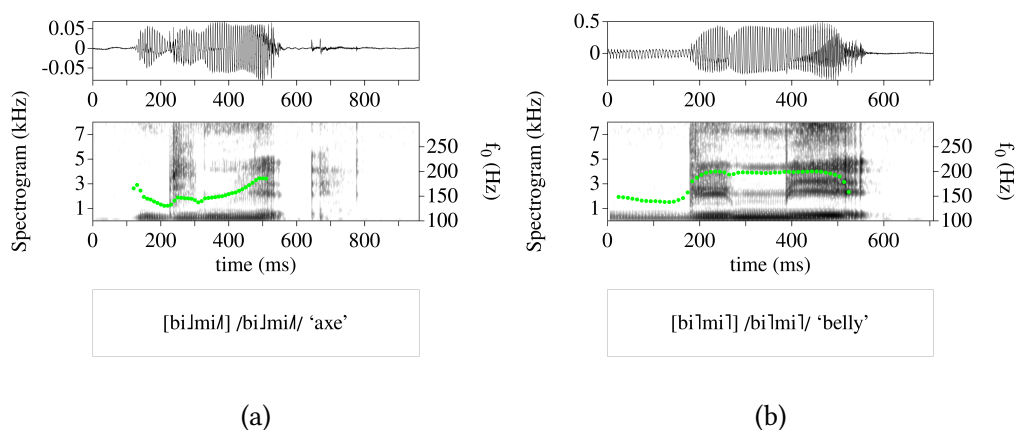 0.05
0
-0.05
0 200 400 600 800
Spectrogram (kHz)
7
5
3
1
250
200
150
100
f₀ (Hz)
0 200 400 600 800
time (ms)
[bi˩mi˩˥] /bi˩mi˩˥/ ‘axe’
(a)
0.5
0
0 200 400 600
Spectrogram (kHz)
7
5
3
1
250
200
150
100
f₀ (Hz)
0 200 400 600
time (ms)
[bi˥mi˥] /bi˥mi˥/ ‘belly’
(b)